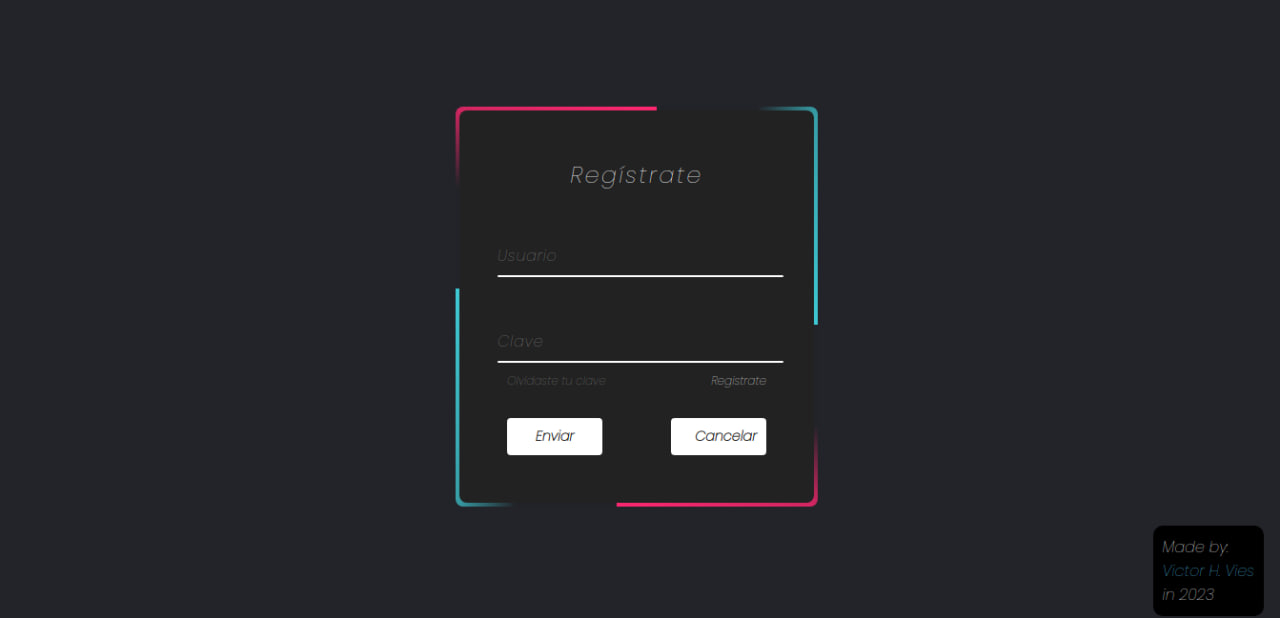 Regístrate
Usuario
Clave
Olvidaste tu clave Registrate
Enviar Cancelar
Made by:
Victor H. Vies
in 2023